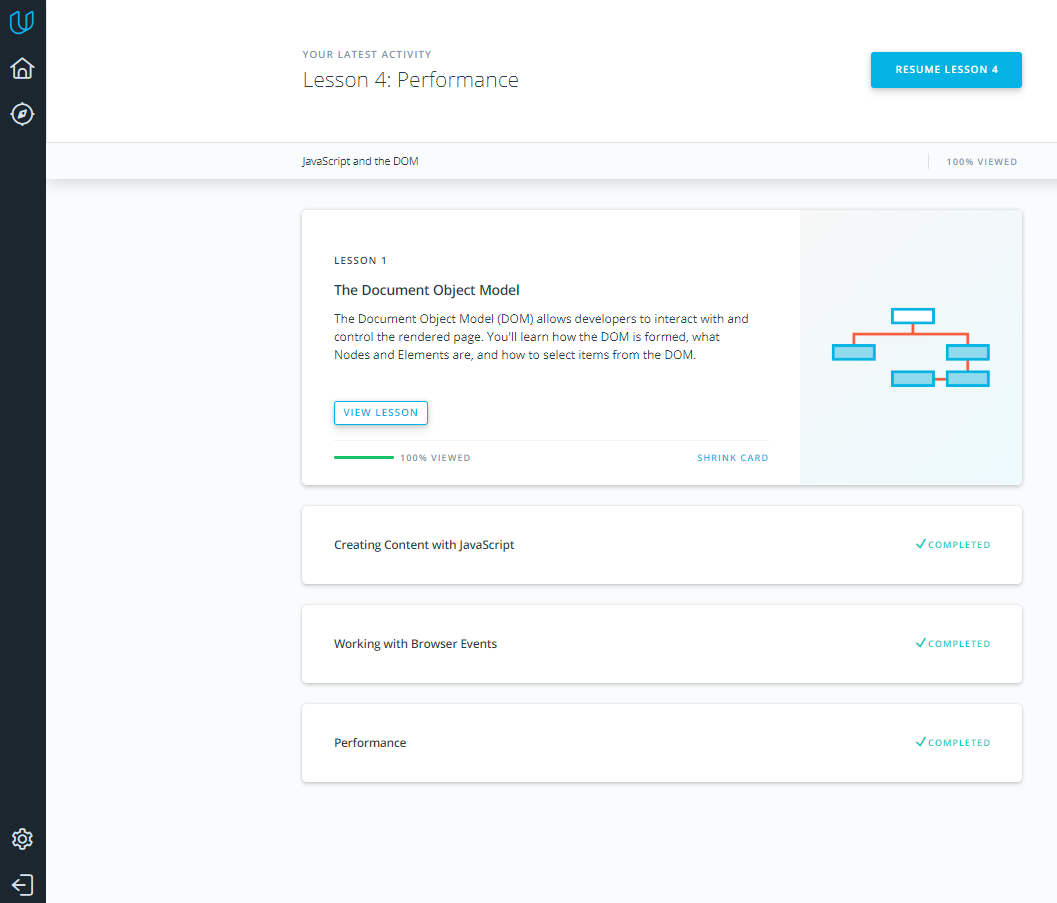 YOUR LATEST ACTIVITY
Lesson 4: Performance
RESUME LESSON 4
JavaScript and the DOM
100% VIEWED
LESSON 1
The Document Object Model
The Document Object Model (DOM) allows developers to interact with and
control the rendered page. You'll learn how the DOM is formed, what
Nodes and Elements are, and how to select items from the DOM.
VIEW LESSON
100% VIEWED
SHRINK CARD
Creating Content with JavaScript
COMPLETED
Working with Browser Events
COMPLETED
Performance
COMPLETED